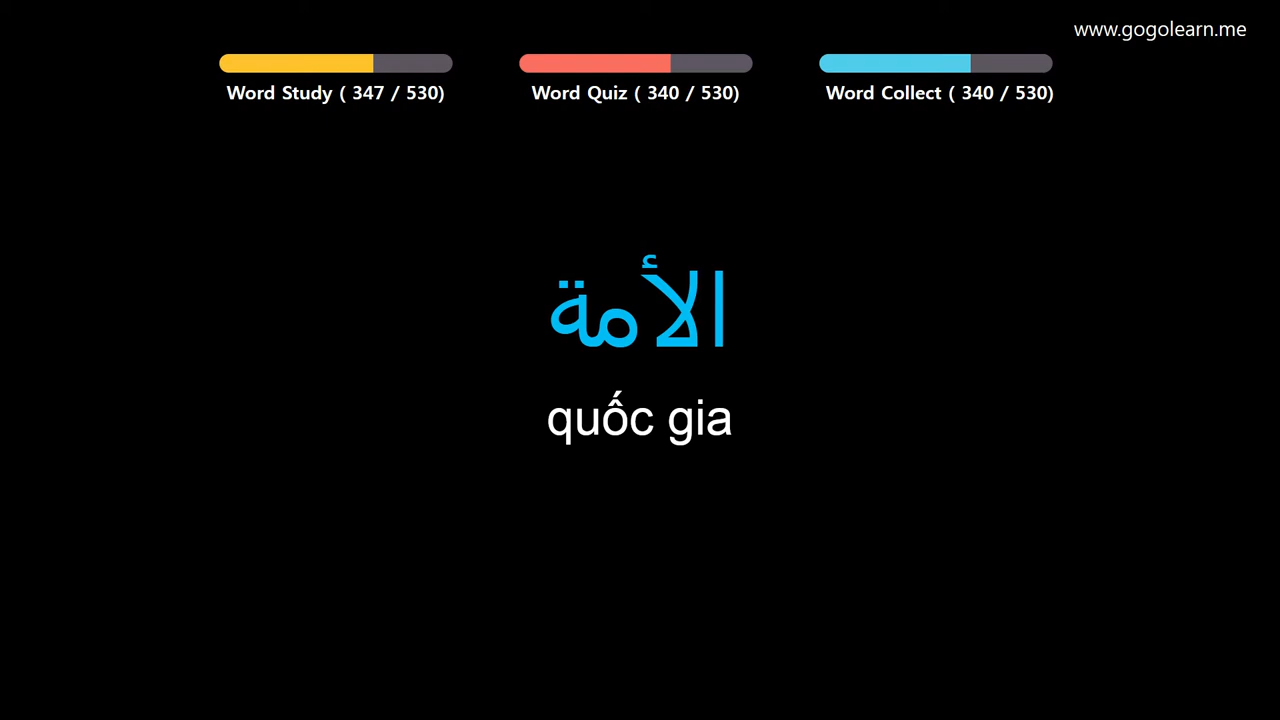 www.gogolearn.me
Word Study ( 347 / 530)
Word Quiz ( 340 / 530)
Word Collect ( 340 / 530)
الأمة
quốc gia